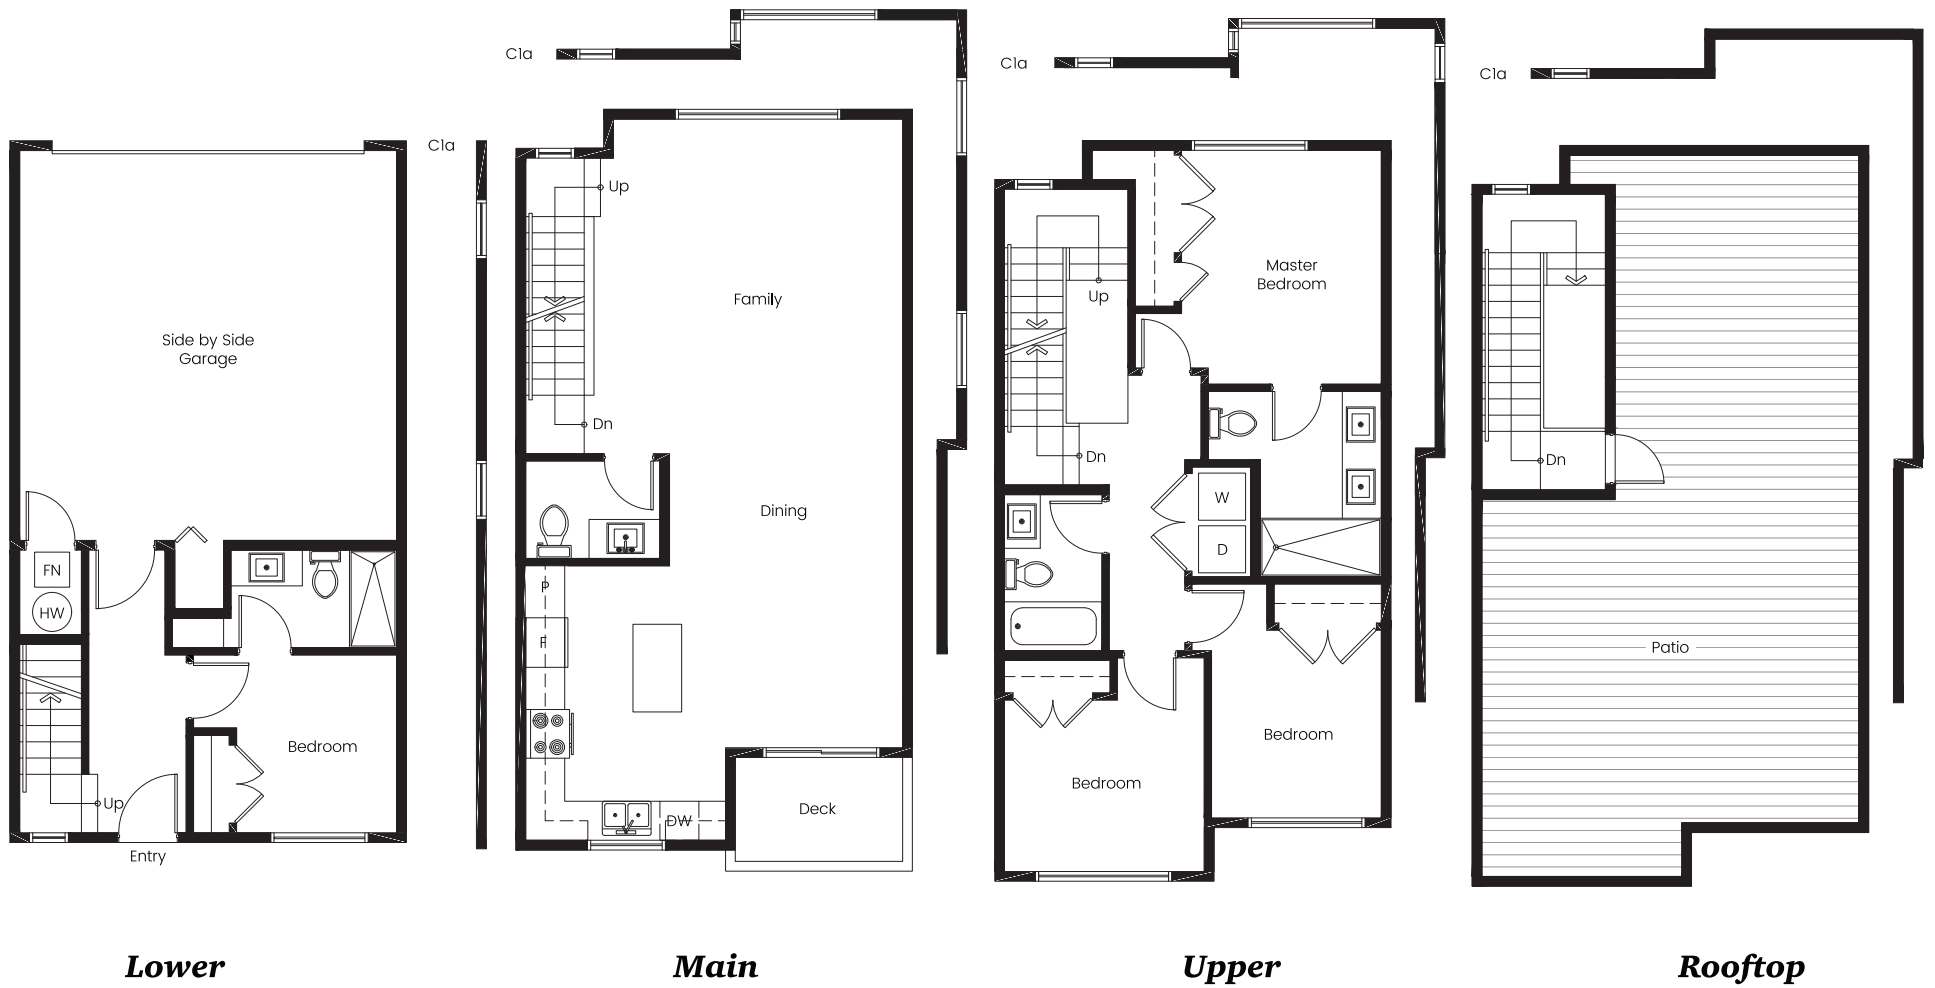 C1a
Side by Side
Garage
FN
HW
Up
Bedroom
Entry
Lower
C1a
Up
Family
Dn
Dining
P
F
DW
Deck
Main
C1a
Master
Bedroom
Up
Dn
W
D
Bedroom
Bedroom
Upper
C1a
Dn
Patio
Rooftop